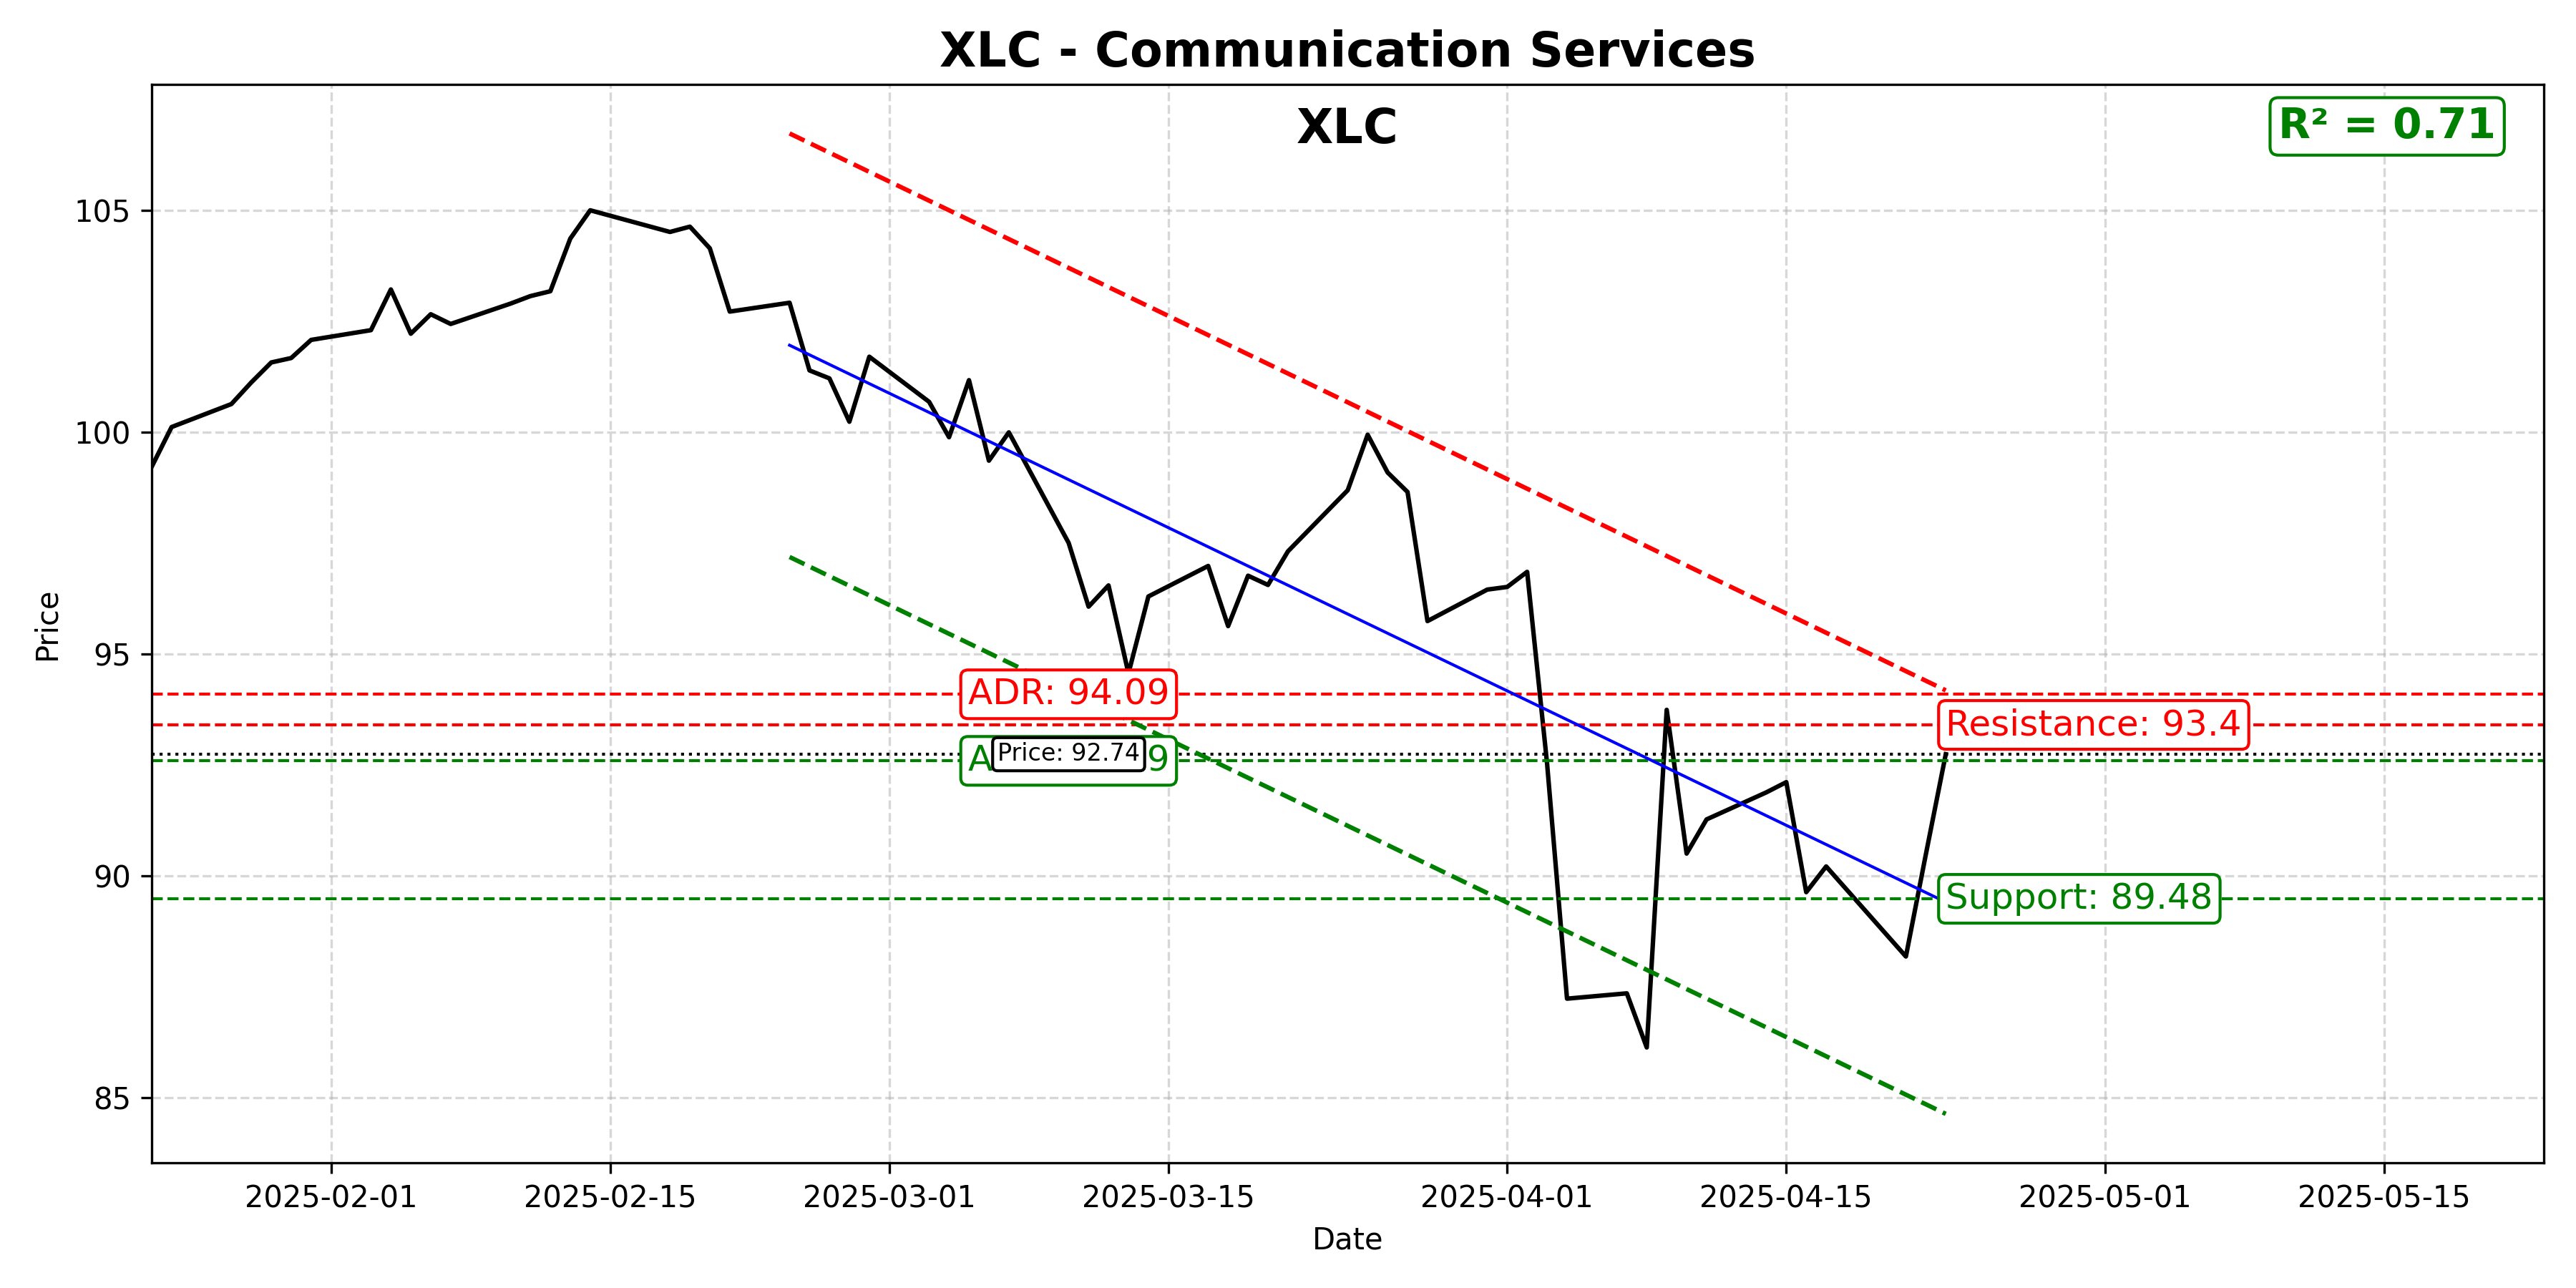 XLC - Communication Services
XLC
R² = 0.71
Price
105
100
95
90
85
ADR: 94.09
Resistance: 93.4
Price: 92.74
Support: 89.48
2025-02-01
2025-02-15
2025-03-01
2025-03-15
2025-04-01
2025-04-15
2025-05-01
2025-05-15
Date